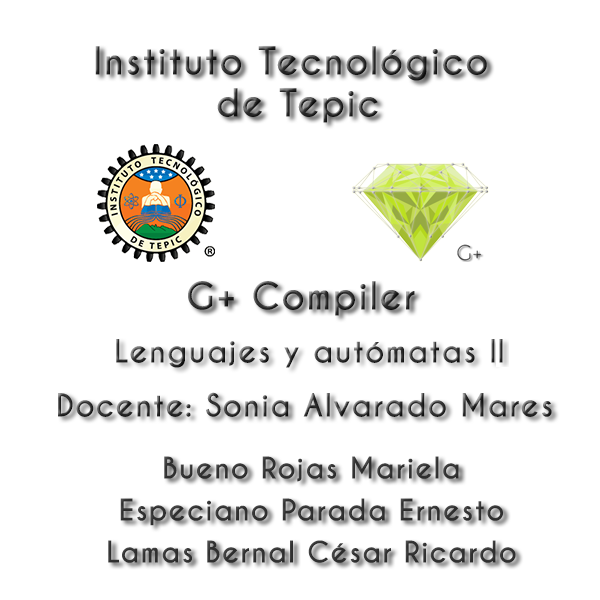 Instituto Tecnológico
de Tepic
INSTITUTO TECNOLÓGICO
DE TEPIC
®
G+
G+ Compiler
Lenguajes y autómatas II
Docente: Sonia Alvarado Mares
Bueno Rojas Mariela
Especiano Parada Ernesto
Lamas Bernal César Ricardo